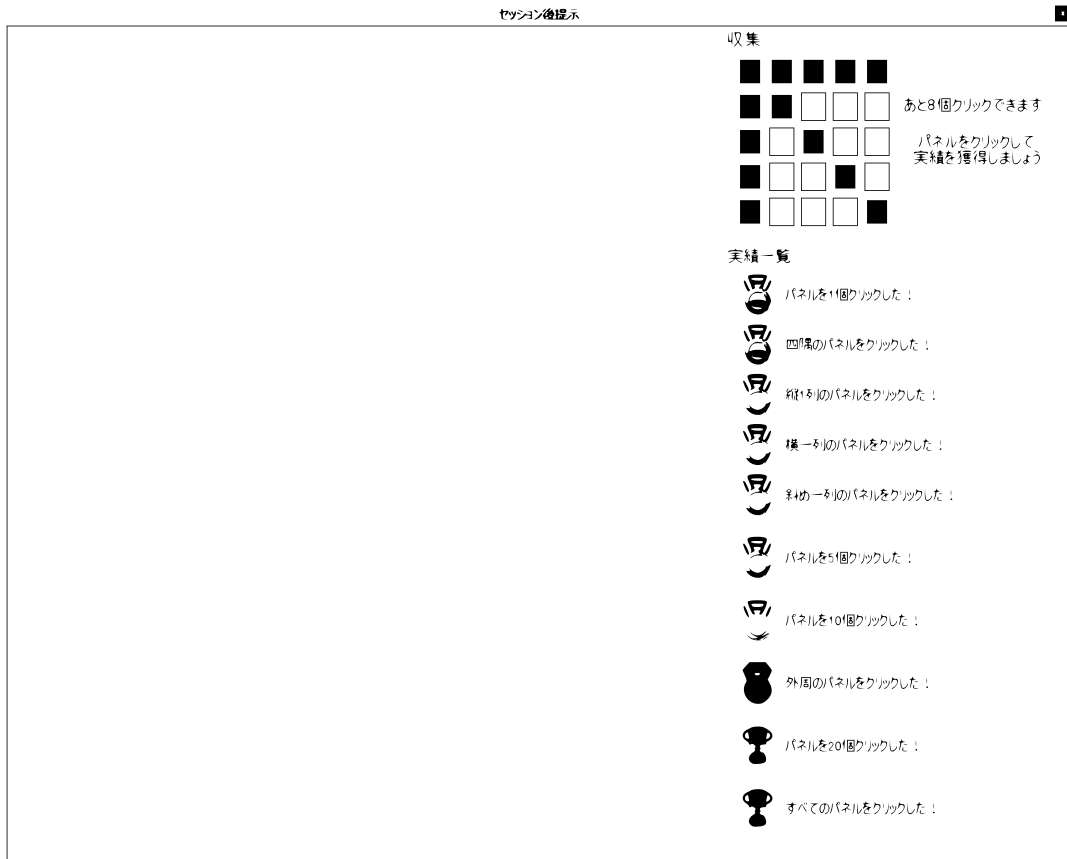 セッション後提示
収集
あと8個クリックできます
パネルをクリックして
実績を獲得しましょう
実績一覧
パネルを1個クリックした！
四隅のパネルをクリックした！
縦1列のパネルをクリックした！
横一列のパネルをクリックした！
斜め一列のパネルをクリックした！
パネルを5個クリックした！
パネルを10個クリックした！
外周のパネルをクリックした！
パネルを20個クリックした！
すべてのパネルをクリックした！